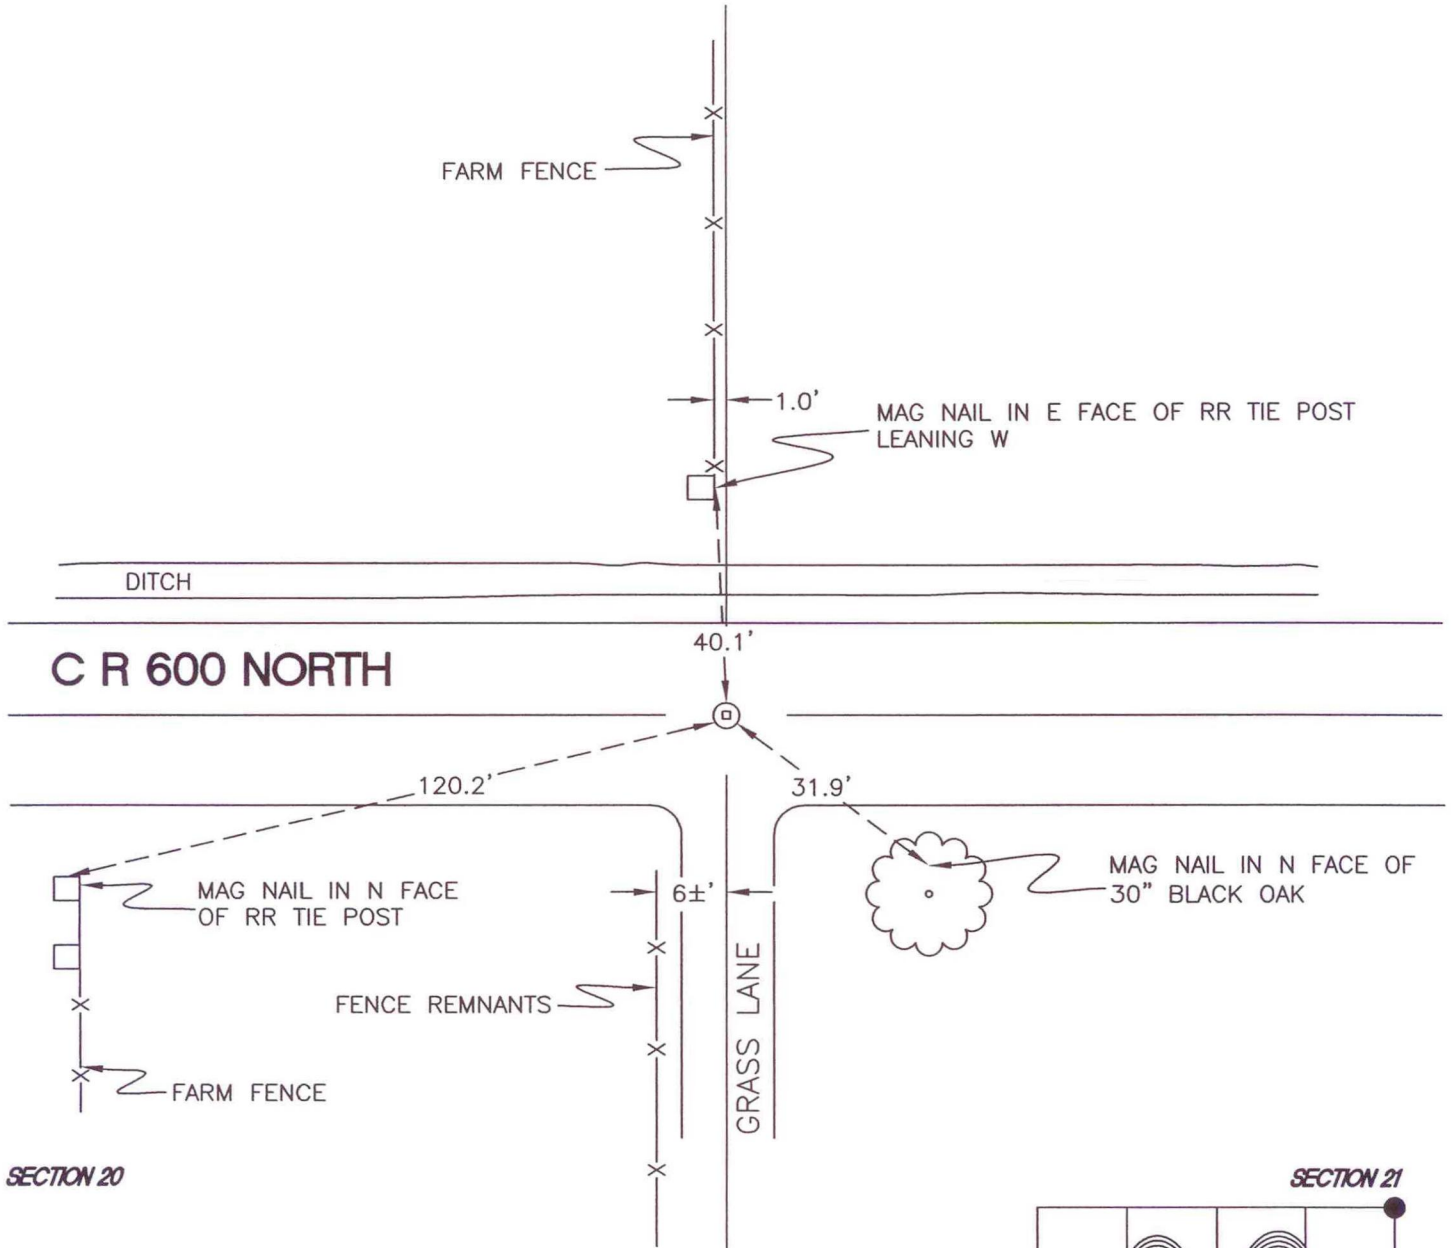 FARM FENCE
1.0'
MAG NAIL IN E FACE OF RR TIE POST
LEANING W
DITCH
40.1'
C R 600 NORTH
120.2'
31.9'
MAG NAIL IN N FACE
OF RR TIE POST
6±'
MAG NAIL IN N FACE OF
30" BLACK OAK
FENCE REMNANTS
GRASS LANE
FARM FENCE
SECTION 20
SECTION 21